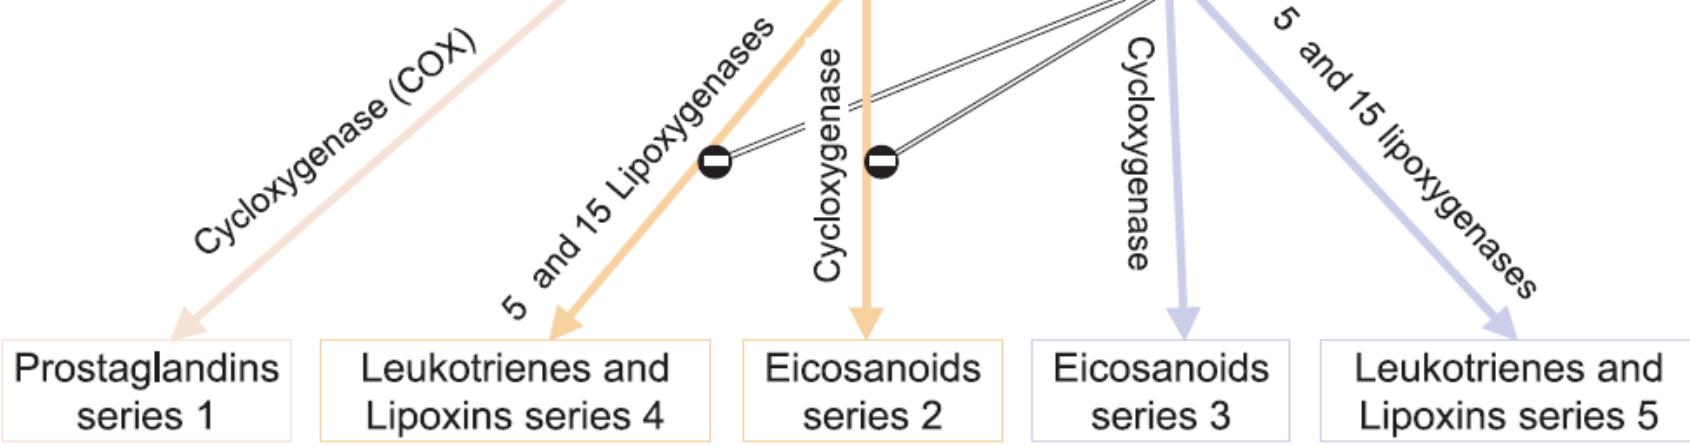 Cycloxygenase (COX)
5 and 15 Lipoxygenases
Cycloxygenase
Cycloxygenase
5 and 15 lipoxygenases
Prostaglandins
series 1
Leukotrienes and
Lipoxins series 4
Eicosanoids
series 2
Eicosanoids
series 3
Leukotrienes and
Lipoxins series 5